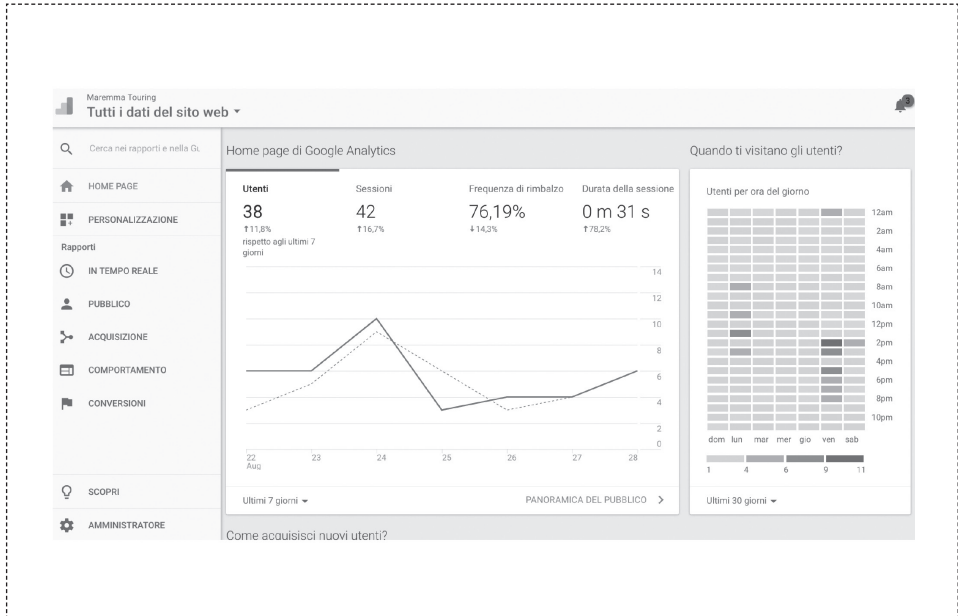 Maremma Touring
Tutti i dati del sito web
3
Cerca nei rapporti e nella Gu
HOME PAGE
PERSONALIZZAZIONE
Rapporti
IN TEMPO REALE
PUBBLICO
ACQUISIZIONE
COMPORTAMENTO
CONVERSIONI
SCOPRI
AMMINISTRATORE
Home page di Google Analytics
Utenti
38
↑11,8%
rispetto agli ultimi 7
giorni
Sessioni
42
↑16,7%
Frequenza di rimbalzo
76,19%
↓14,3%
Durata della sessione
0 m 31 s
↑78,2%
14
12
10
8
6
4
2
0
22 23 24 25 26 27 28
Aug
Ultimi 7 giorni
PANORAMICA DEL PUBBLICO
Come acquisisci nuovi utenti?
Quando ti visitano gli utenti?
Utenti per ora del giorno
12am
2am
4am
6am
8am
10am
12pm
2pm
4pm
6pm
8pm
10pm
dom lun mar mer gio ven sab
1 4 6 9 11
Ultimi 30 giorni